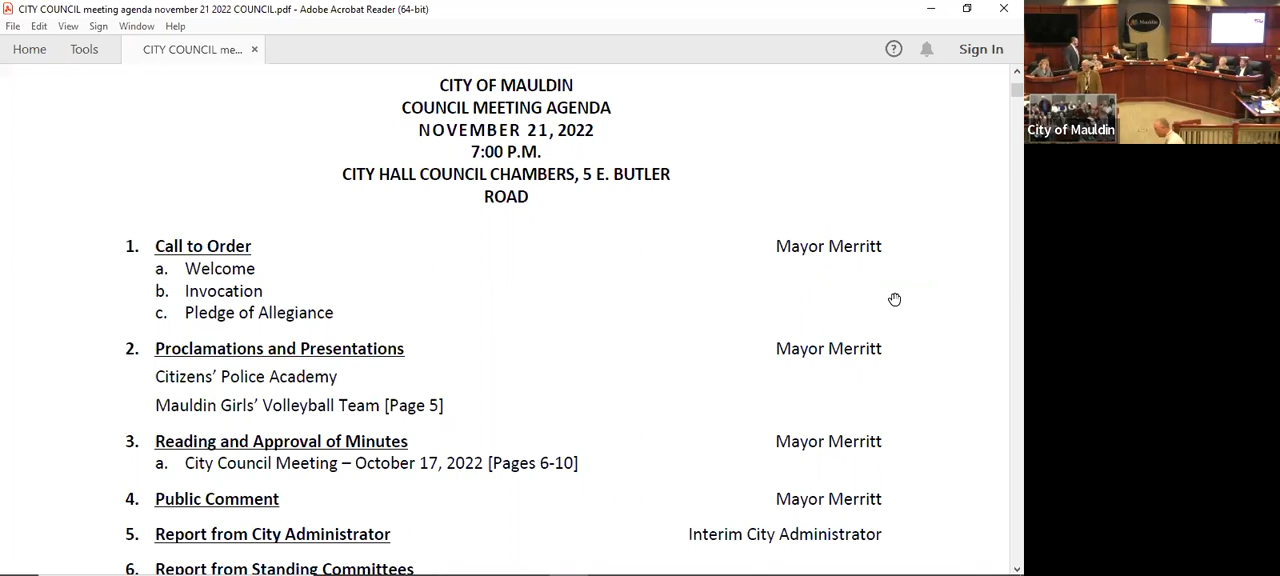 CITY COUNCIL meeting agenda november 21 2022 COUNCIL.pdf - Adobe Acrobat Reader (64-bit)
File Edit View Sign Window Help
Home Tools CITY COUNCIL me... × Sign In
CITY OF MAULDIN
COUNCIL MEETING AGENDA
NOVEMBER 21, 2022
7:00 P.M.
CITY HALL COUNCIL CHAMBERS, 5 E. BUTLER
ROAD
1. Call to Order Mayor Merritt
a. Welcome
b. Invocation
c. Pledge of Allegiance
2. Proclamations and Presentations Mayor Merritt
Citizens’ Police Academy
Mauldin Girls’ Volleyball Team [Page 5]
3. Reading and Approval of Minutes Mayor Merritt
a. City Council Meeting – October 17, 2022 [Pages 6-10]
4. Public Comment Mayor Merritt
5. Report from City Administrator Interim City Administrator
6. Report from Standing Committees
Mauldin
City of Mauldin